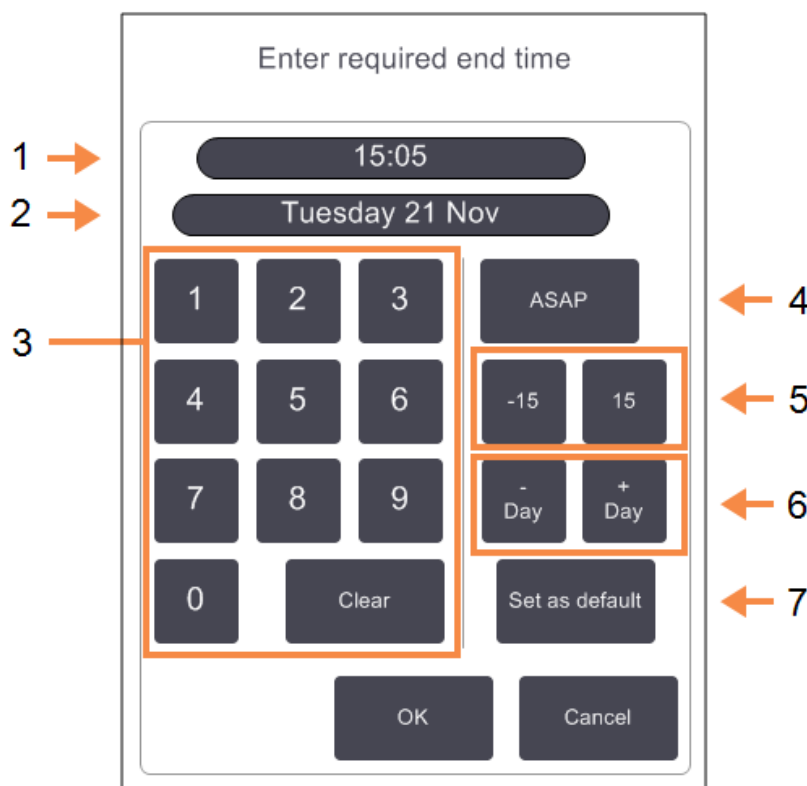 Enter required end time
1
15:05
2
Tuesday 21 Nov
3
1 2 3
ASAP
4
4 5 6
-15 15
5
7 8 9
-
Day
+
Day
6
0
Clear
Set as default
7
OK
Cancel